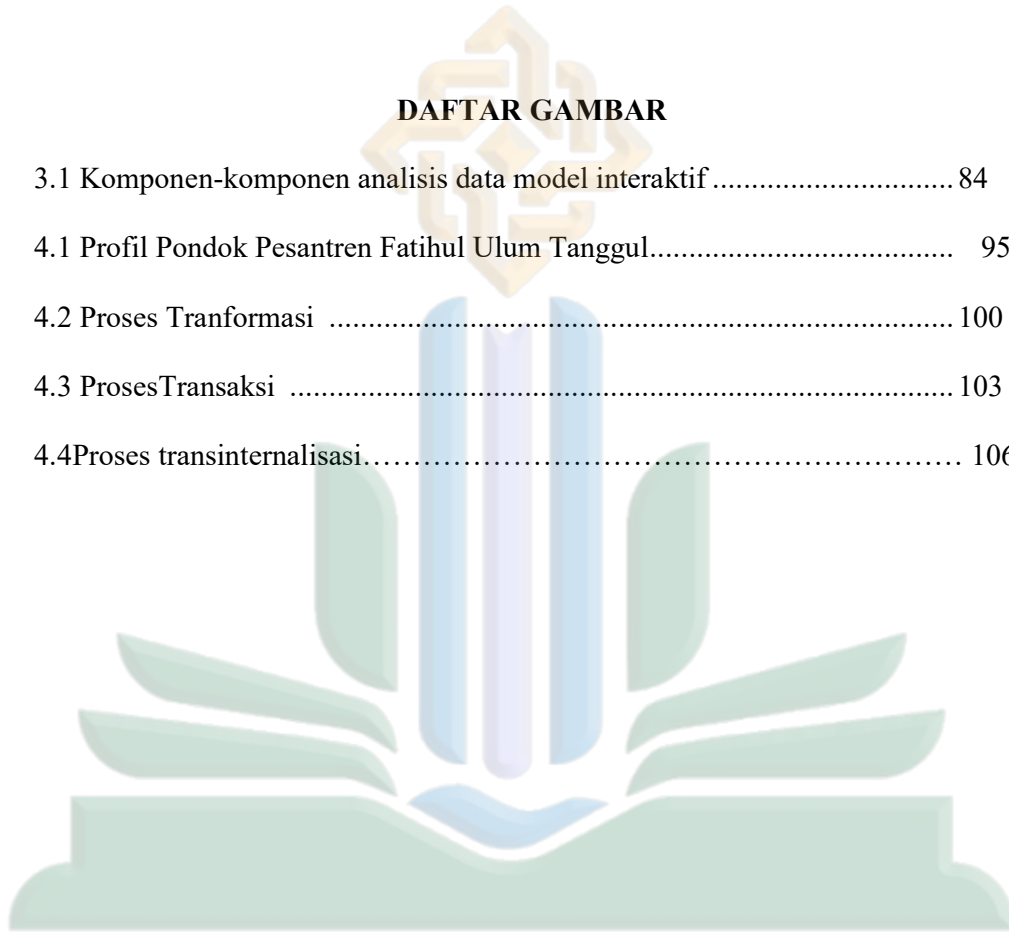 DAFTAR GAMBAR
3.1 Komponen-komponen analisis data model interaktif ............................... 84
4.1 Profil Pondok Pesantren Fatihul Ulum Tanggul....................................... 95
4.2 Proses Tranformasi ................................................................................ 100
4.3 ProsesTransaksi ..................................................................................... 103
4.4Proses transinternalisasi………………………………………………………… 106